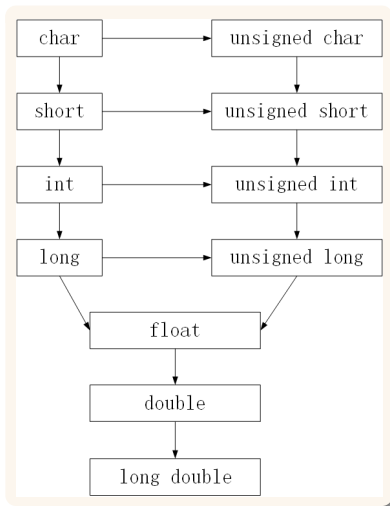 char
unsigned char
short
unsigned short
int
unsigned int
long
unsigned long
float
double
long double